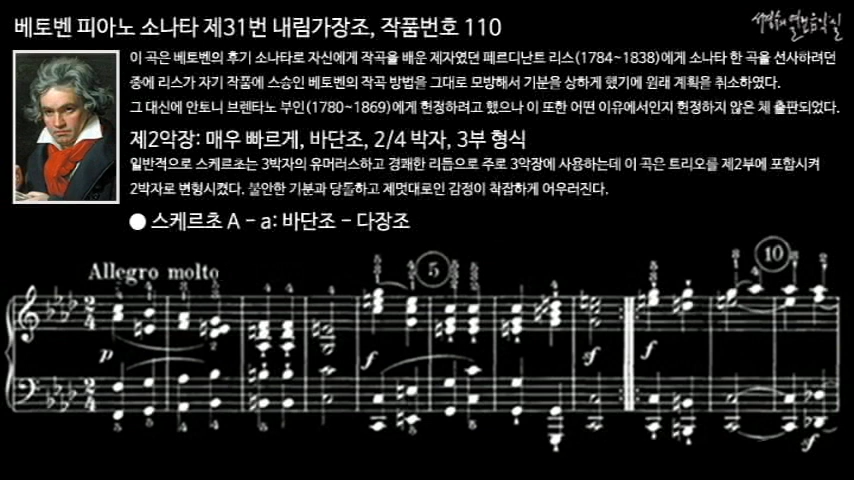 베토벤 피아노 소나타 제31번 내림가장조, 작품번호 110
이 곡은 베토벤의 후기 소나타로 자신에게 작곡을 배운 제자였던 페르디난트 리스(1784~1838)에게 소나타 한 곡을 선사하려던
중에 리스가 자기 작품에 스승인 베토벤의 작곡 방법을 그대로 모방해서 기분을 상하게 했기에 원래 계획을 취소하였다.
그 대신에 안토니 브렌타노 부인(1780~1869)에게 헌정하려고 했으나 이 또한 어떤 이유에서인지 헌정하지 않은 채 출판되었다.
제2악장: 매우 빠르게, 바단조, 2/4 박자, 3부 형식
일반적으로 스케르초는 3박자의 유머러스하고 경쾌한 리듬으로 주로 3악장에 사용하는데 이 곡은 트리오를 제2부에 포함시켜
2박자로 변형시켰다. 불안한 기분과 당돌하고 제멋대로인 감정이 착잡하게 어우러진다.
● 스케르초 A - a: 바단조 - 다장조
Allegro molto
5
10
2
4
p
f
sf
f
2
4
sf